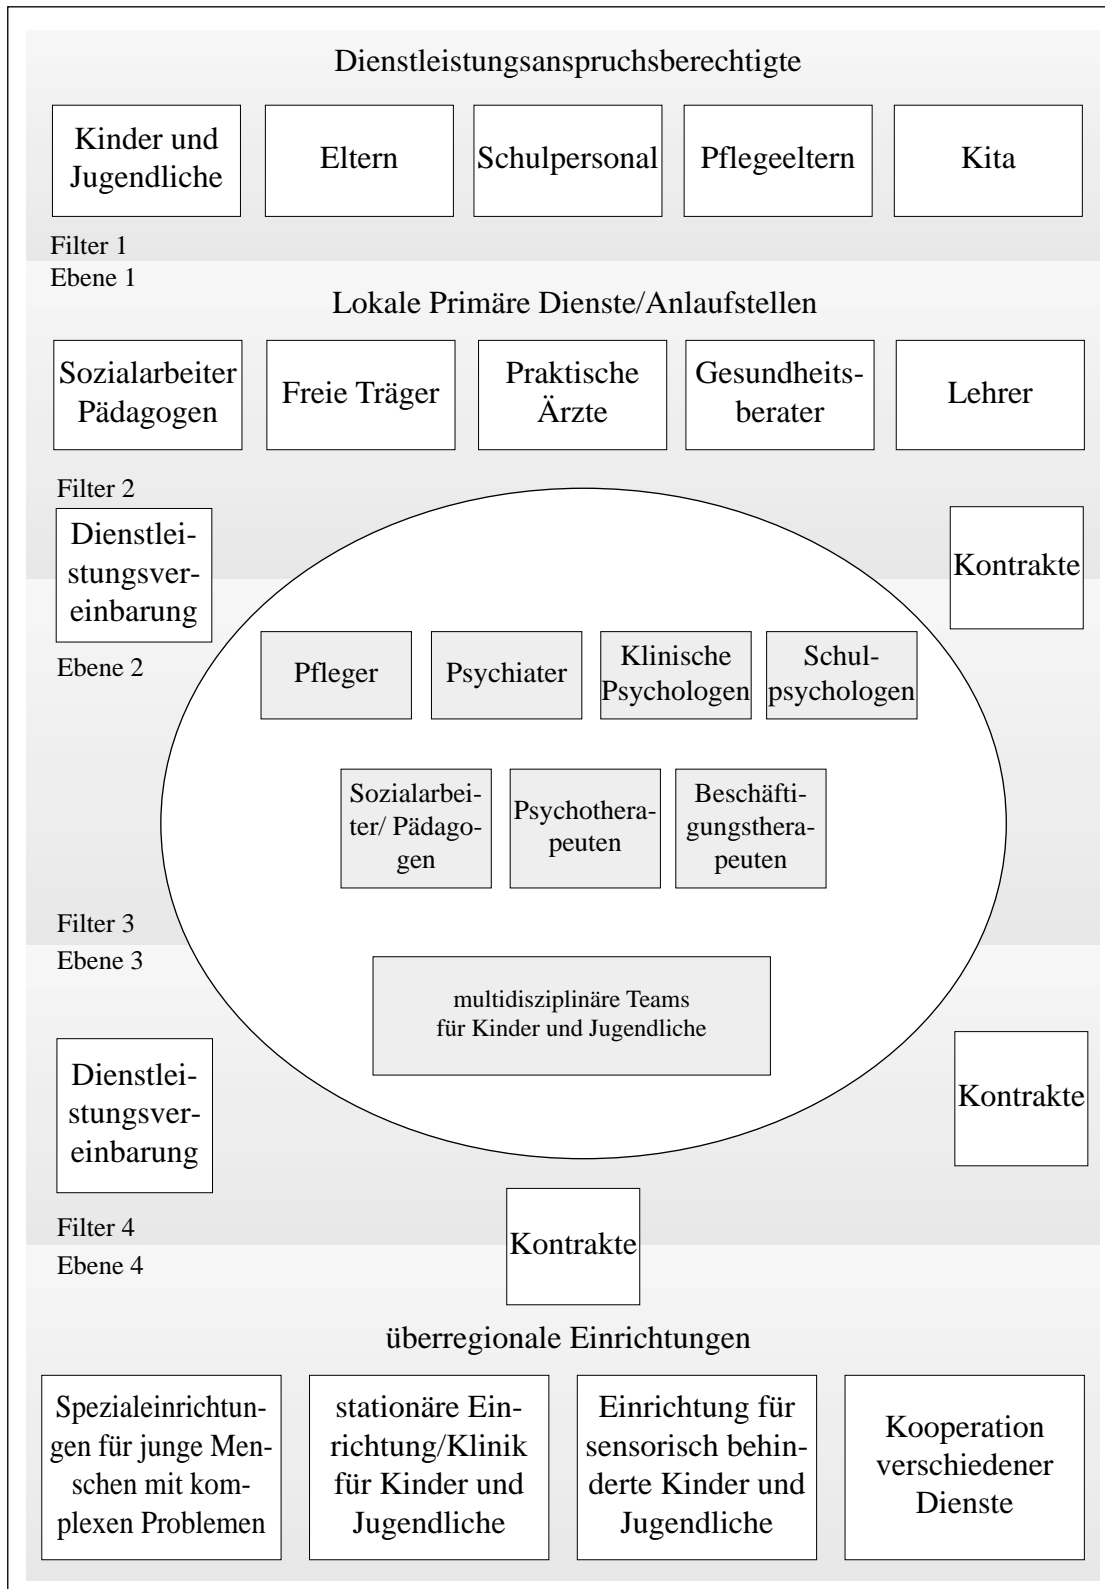 Dienstleistungsanspruchsberechtigte
Kinder und
Jugendliche
Eltern
Schulpersonal
Pflegeeltern
Kita
Filter 1
Ebene 1
Lokale Primäre Dienste/Anlaufstellen
Sozialarbeiter
Pädagogen
Freie Träger
Praktische
Ärzte
Gesundheits-
berater
Lehrer
Filter 2
Dienstlei-
stungsver-
einbarung
Kontrakte
Ebene 2
Pfleger
Psychiater
Klinische
Psychologen
Schul-
psychologen
Sozialarbei-
ter/ Pädago-
gen
Psychothera-
peuten
Beschäfti-
gungsthera-
peuten
Filter 3
Ebene 3
multidisziplinäre Teams
für Kinder und Jugendliche
Dienstlei-
stungsver-
einbarung
Kontrakte
Filter 4
Ebene 4
Kontrakte
überregionale Einrichtungen
Spezialeinrichtun-
gen für junge Men-
schen mit kom-
plexen Problemen
stationäre Ein-
richtung/Klinik
für Kinder und
Jugendliche
Einrichtung für
sensorisch behin-
derte Kinder und
Jugendliche
Kooperation
verschiedener
Dienste